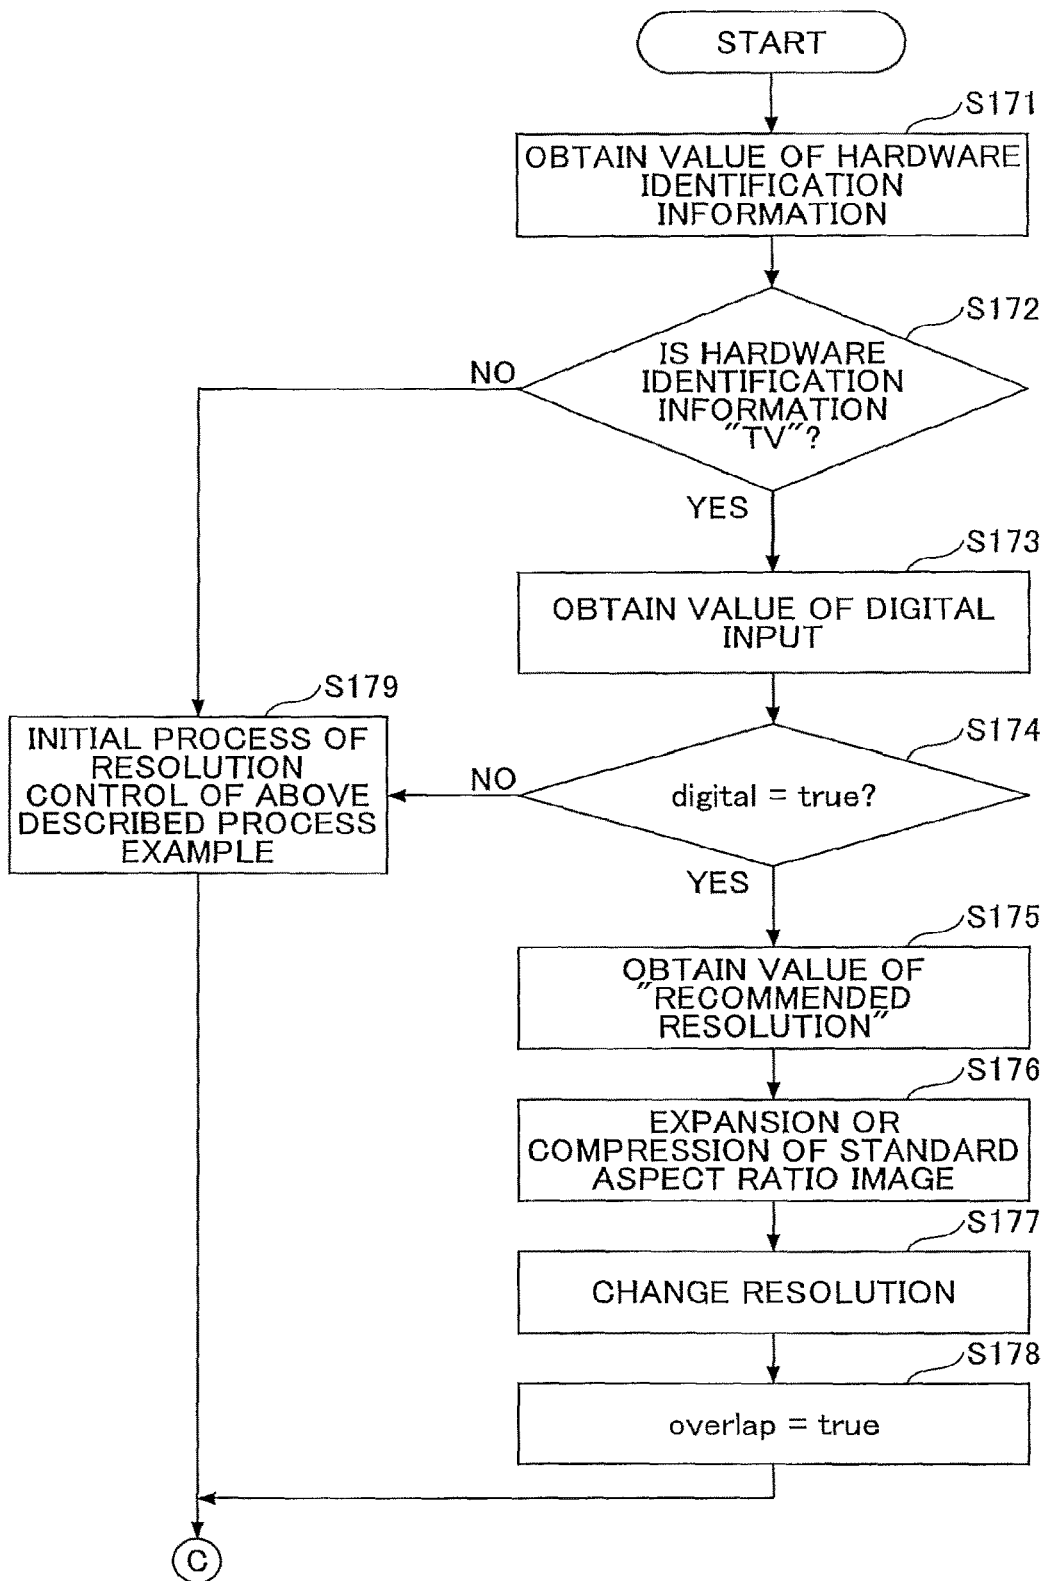 START
S171
OBTAIN VALUE OF HARDWARE
IDENTIFICATION
INFORMATION
S172
IS HARDWARE
IDENTIFICATION
INFORMATION
"TV"?
NO
YES
S173
OBTAIN VALUE OF DIGITAL
INPUT
S179
INITIAL PROCESS OF
RESOLUTION
CONTROL OF ABOVE
DESCRIBED PROCESS
EXAMPLE
S174
digital = true?
NO
YES
S175
OBTAIN VALUE OF
"RECOMMENDED
RESOLUTION"
S176
EXPANSION OR
COMPRESSION OF STANDARD
ASPECT RATIO IMAGE
S177
CHANGE RESOLUTION
S178
overlap = true
C